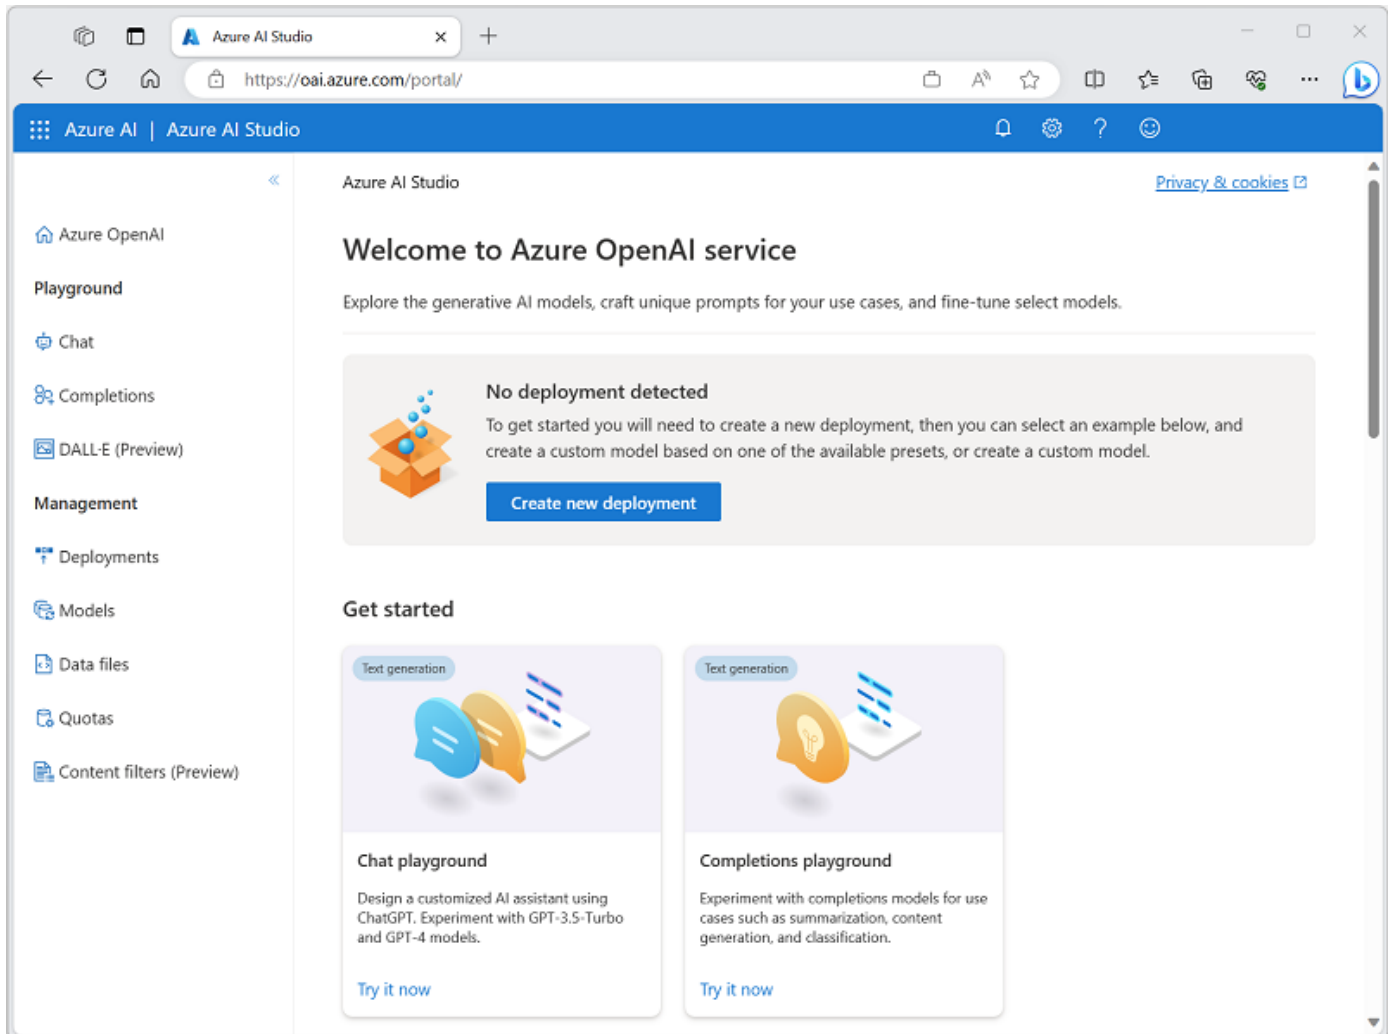 Azure AI Studio
https://oai.azure.com/portal/
Azure AI | Azure AI Studio
Azure OpenAI
Playground
Chat
Completions
DALL·E (Preview)
Management
Deployments
Models
Data files
Quotas
Content filters (Preview)
Azure AI Studio
Privacy & cookies
Welcome to Azure OpenAI service
Explore the generative AI models, craft unique prompts for your use cases, and fine-tune select models.
No deployment detected
To get started you will need to create a new deployment, then you can select an example below, and
create a custom model based on one of the available presets, or create a custom model.
Create new deployment
Get started
Text generation
Chat playground
Design a customized AI assistant using
ChatGPT. Experiment with GPT-3.5-Turbo
and GPT-4 models.
Try it now
Text generation
Completions playground
Experiment with completions models for use
cases such as summarization, content
generation, and classification.
Try it now